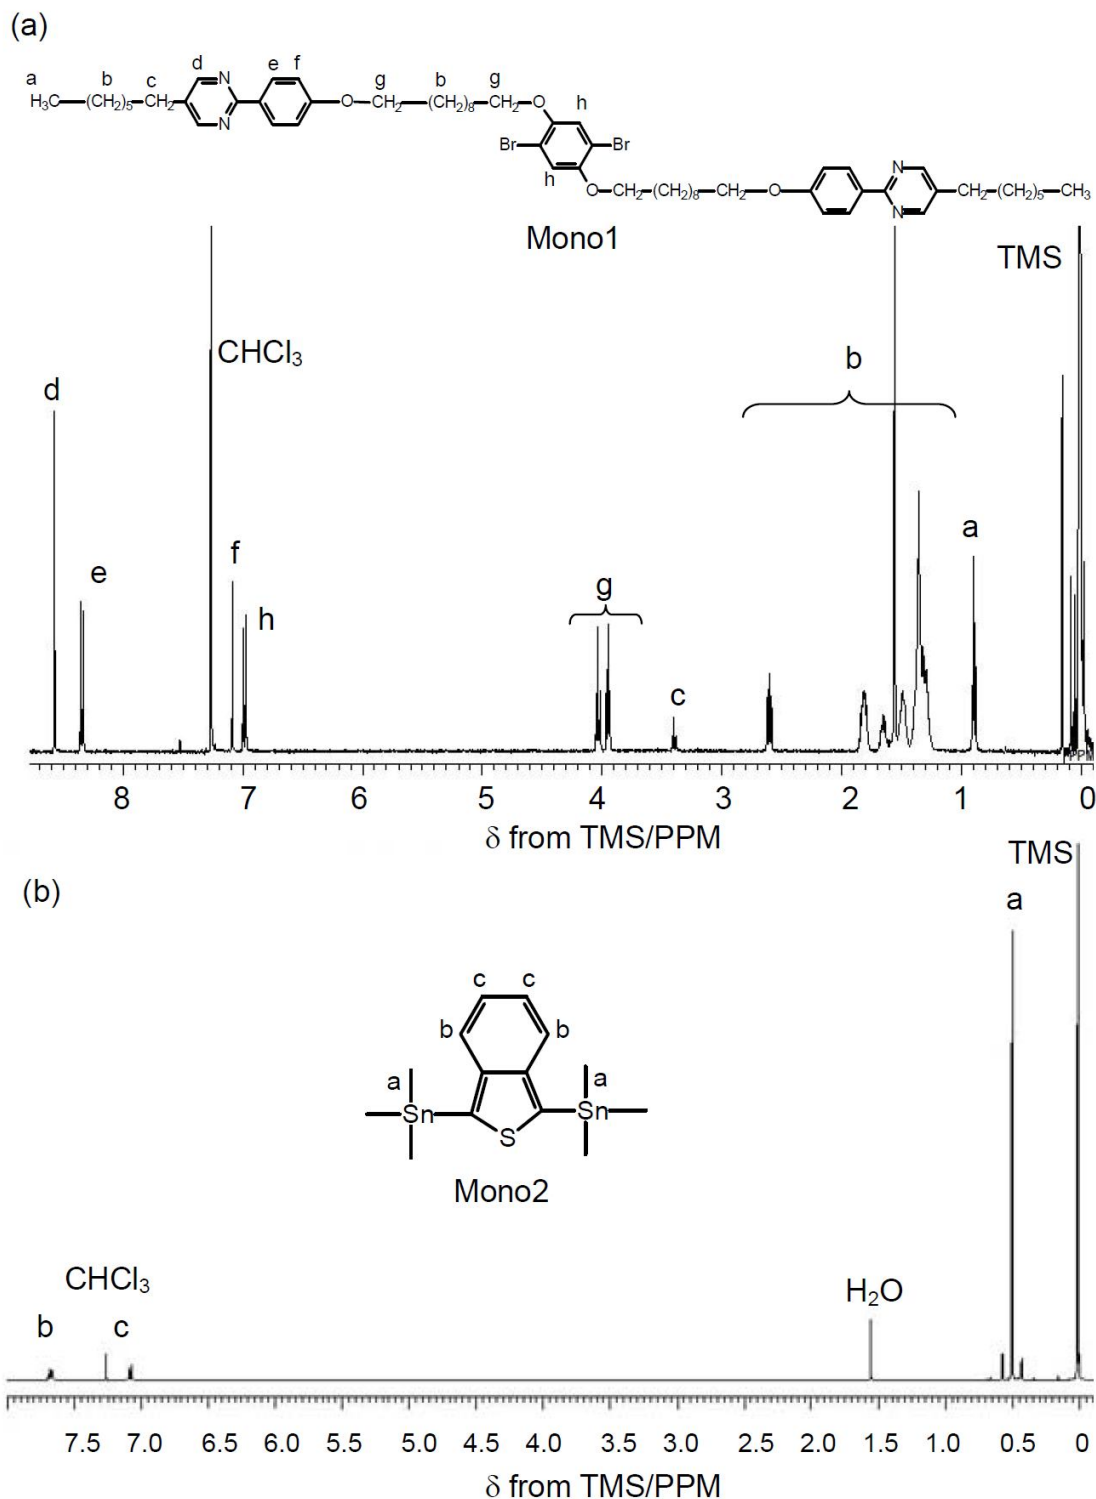 (a)
a b c d e f g b g h
H₃C—(CH₂)₅—CH₂ N N O—CH₂—(CH₂)₈—CH₂—O
Br Br
h
O—CH₂—(CH₂)₈—CH₂—O N N CH₂—(CH₂)₅—CH₃
Mono1
TMS
CHCl₃
d
e
f
h
g
c
b
a
PPM
8 7 6 5 4 3 2 1 0
δ from TMS/PPM
(b)
TMS
a
c c
b b
a a
Sn Sn
S
Mono2
CHCl₃
b c
H₂O
7.5 7.0 6.5 6.0 5.5 5.0 4.5 4.0 3.5 3.0 2.5 2.0 1.5 1.0 0.5 0
δ from TMS/PPM